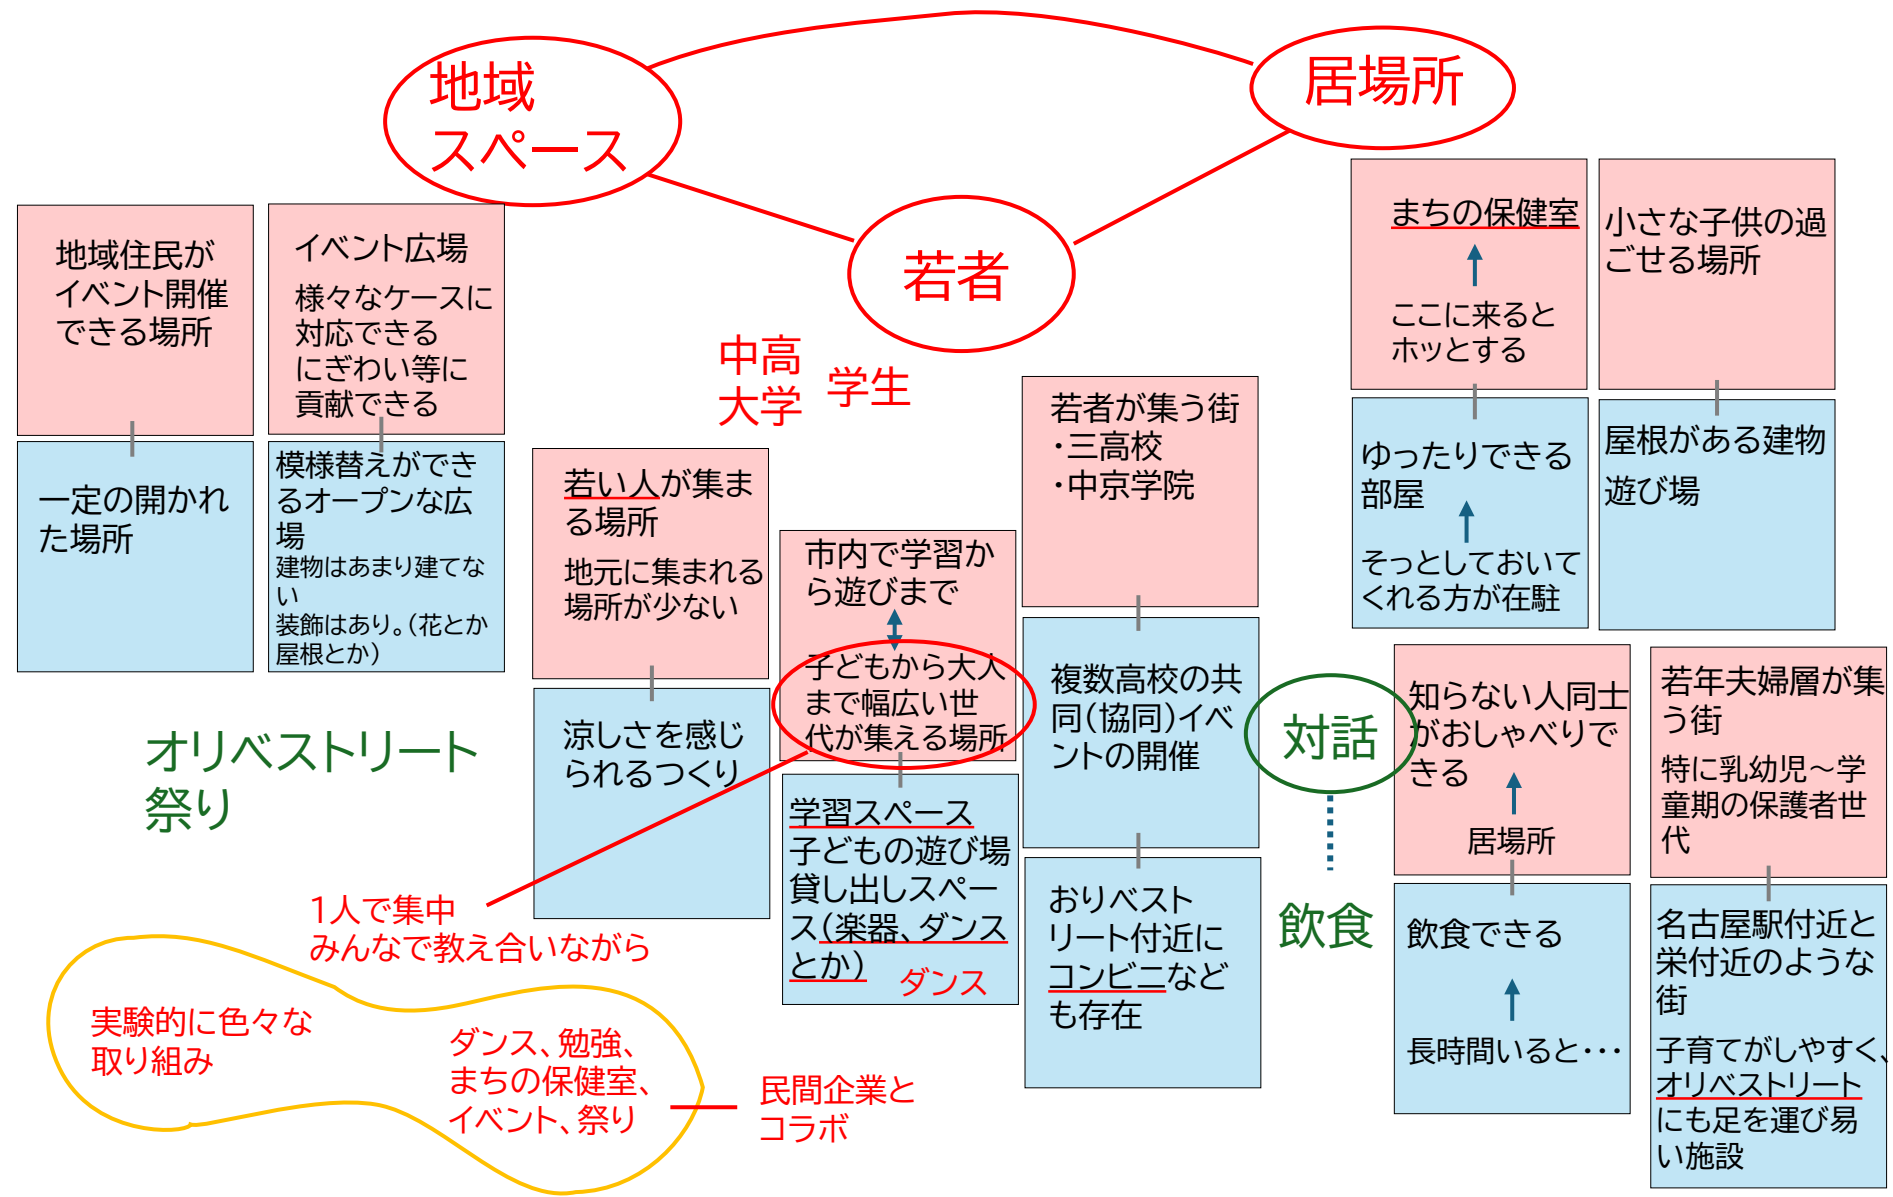 地域
スペース
居場所
若者
中高
大学
学生
地域住民が
イベント開催
できる場所
一定の開かれ
た場所
イベント広場
様々なケースに
対応できる
にぎわい等に
貢献できる
模様替えができ
るオープンな広
場
建物はあまり建てな
い
装飾はあり。（花とか
屋根とか）
若い人が集ま
る場所
地元に集まれる
場所が少ない
涼しさを感じ
られるつくり
市内で学習か
ら遊びまで
子どもから大人
まで幅広い世
代が集える場所
学習スペース
子どもの遊び場
貸し出しスペー
ス（楽器、ダンス
とか）
ダンス
若者が集う街
・三高校
・中京学院
複数高校の共
同（協同）イベ
ントの開催
おりべスト
リート付近に
コンビニなど
も存在
まちの保健室
ここに来ると
ホッとする
ゆったりできる
部屋
そっとしておいて
くれる方が在駐
小さな子供の過
ごせる場所
屋根がある建物
遊び場
対話
飲食
知らない人同士
がおしゃべりで
きる
居場所
飲食できる
長時間いると・・・
若年夫婦層が集
う街
特に乳幼児～学
童期の保護者世
代
名古屋駅付近と
栄付近のような
街
子育てがしやすく、
オリベストリート
にも足を運び易
い施設
オリベストリート
祭り
1人で集中
みんなで教え合いながら
実験的に色々な
取り組み
ダンス、勉強、
まちの保健室、
イベント、祭り
民間企業と
コラボ